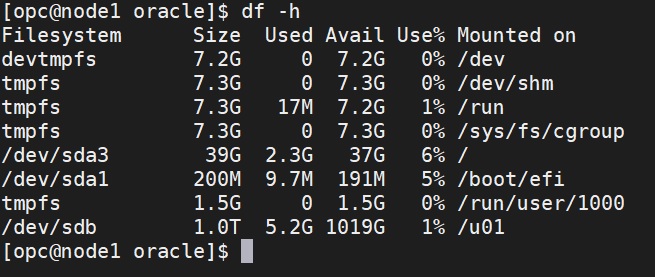 [opc@node1 oracle]$ df -h
Filesystem      Size  Used Avail Use% Mounted on
devtmpfs        7.2G     0  7.2G   0% /dev
tmpfs           7.3G     0  7.3G   0% /dev/shm
tmpfs           7.3G   17M  7.2G   1% /run
tmpfs           7.3G     0  7.3G   0% /sys/fs/cgroup
/dev/sda3        39G  2.3G   37G   6% /
/dev/sda1       200M  9.7M  191M   5% /boot/efi
tmpfs           1.5G     0  1.5G   0% /run/user/1000
/dev/sdb        1.0T  5.2G 1019G   1% /u01
[opc@node1 oracle]$